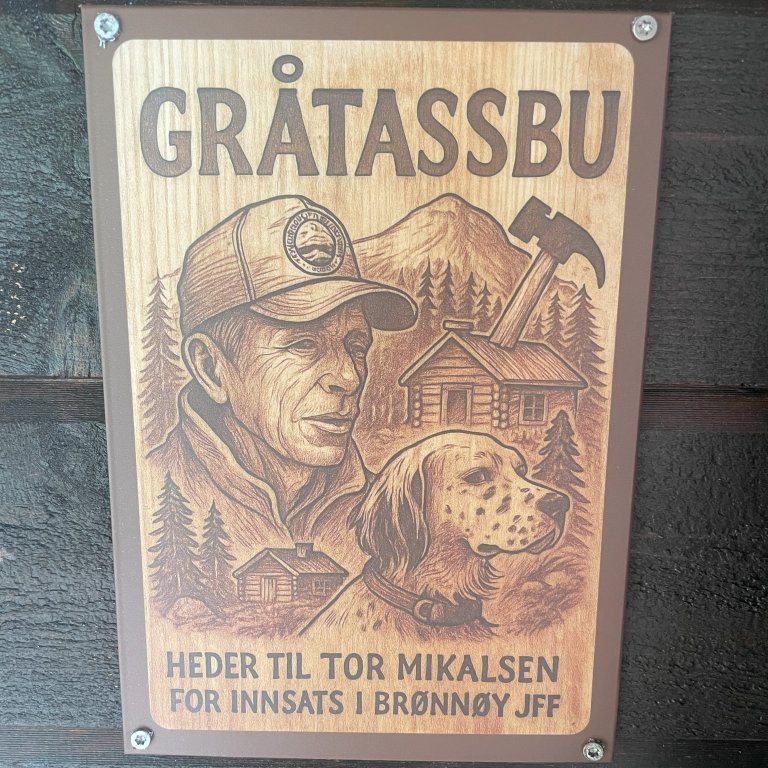 GRÅTASSBU
HEDER TIL TOR MIKALSEN
FOR INNSATS I BRØNNØY JFF